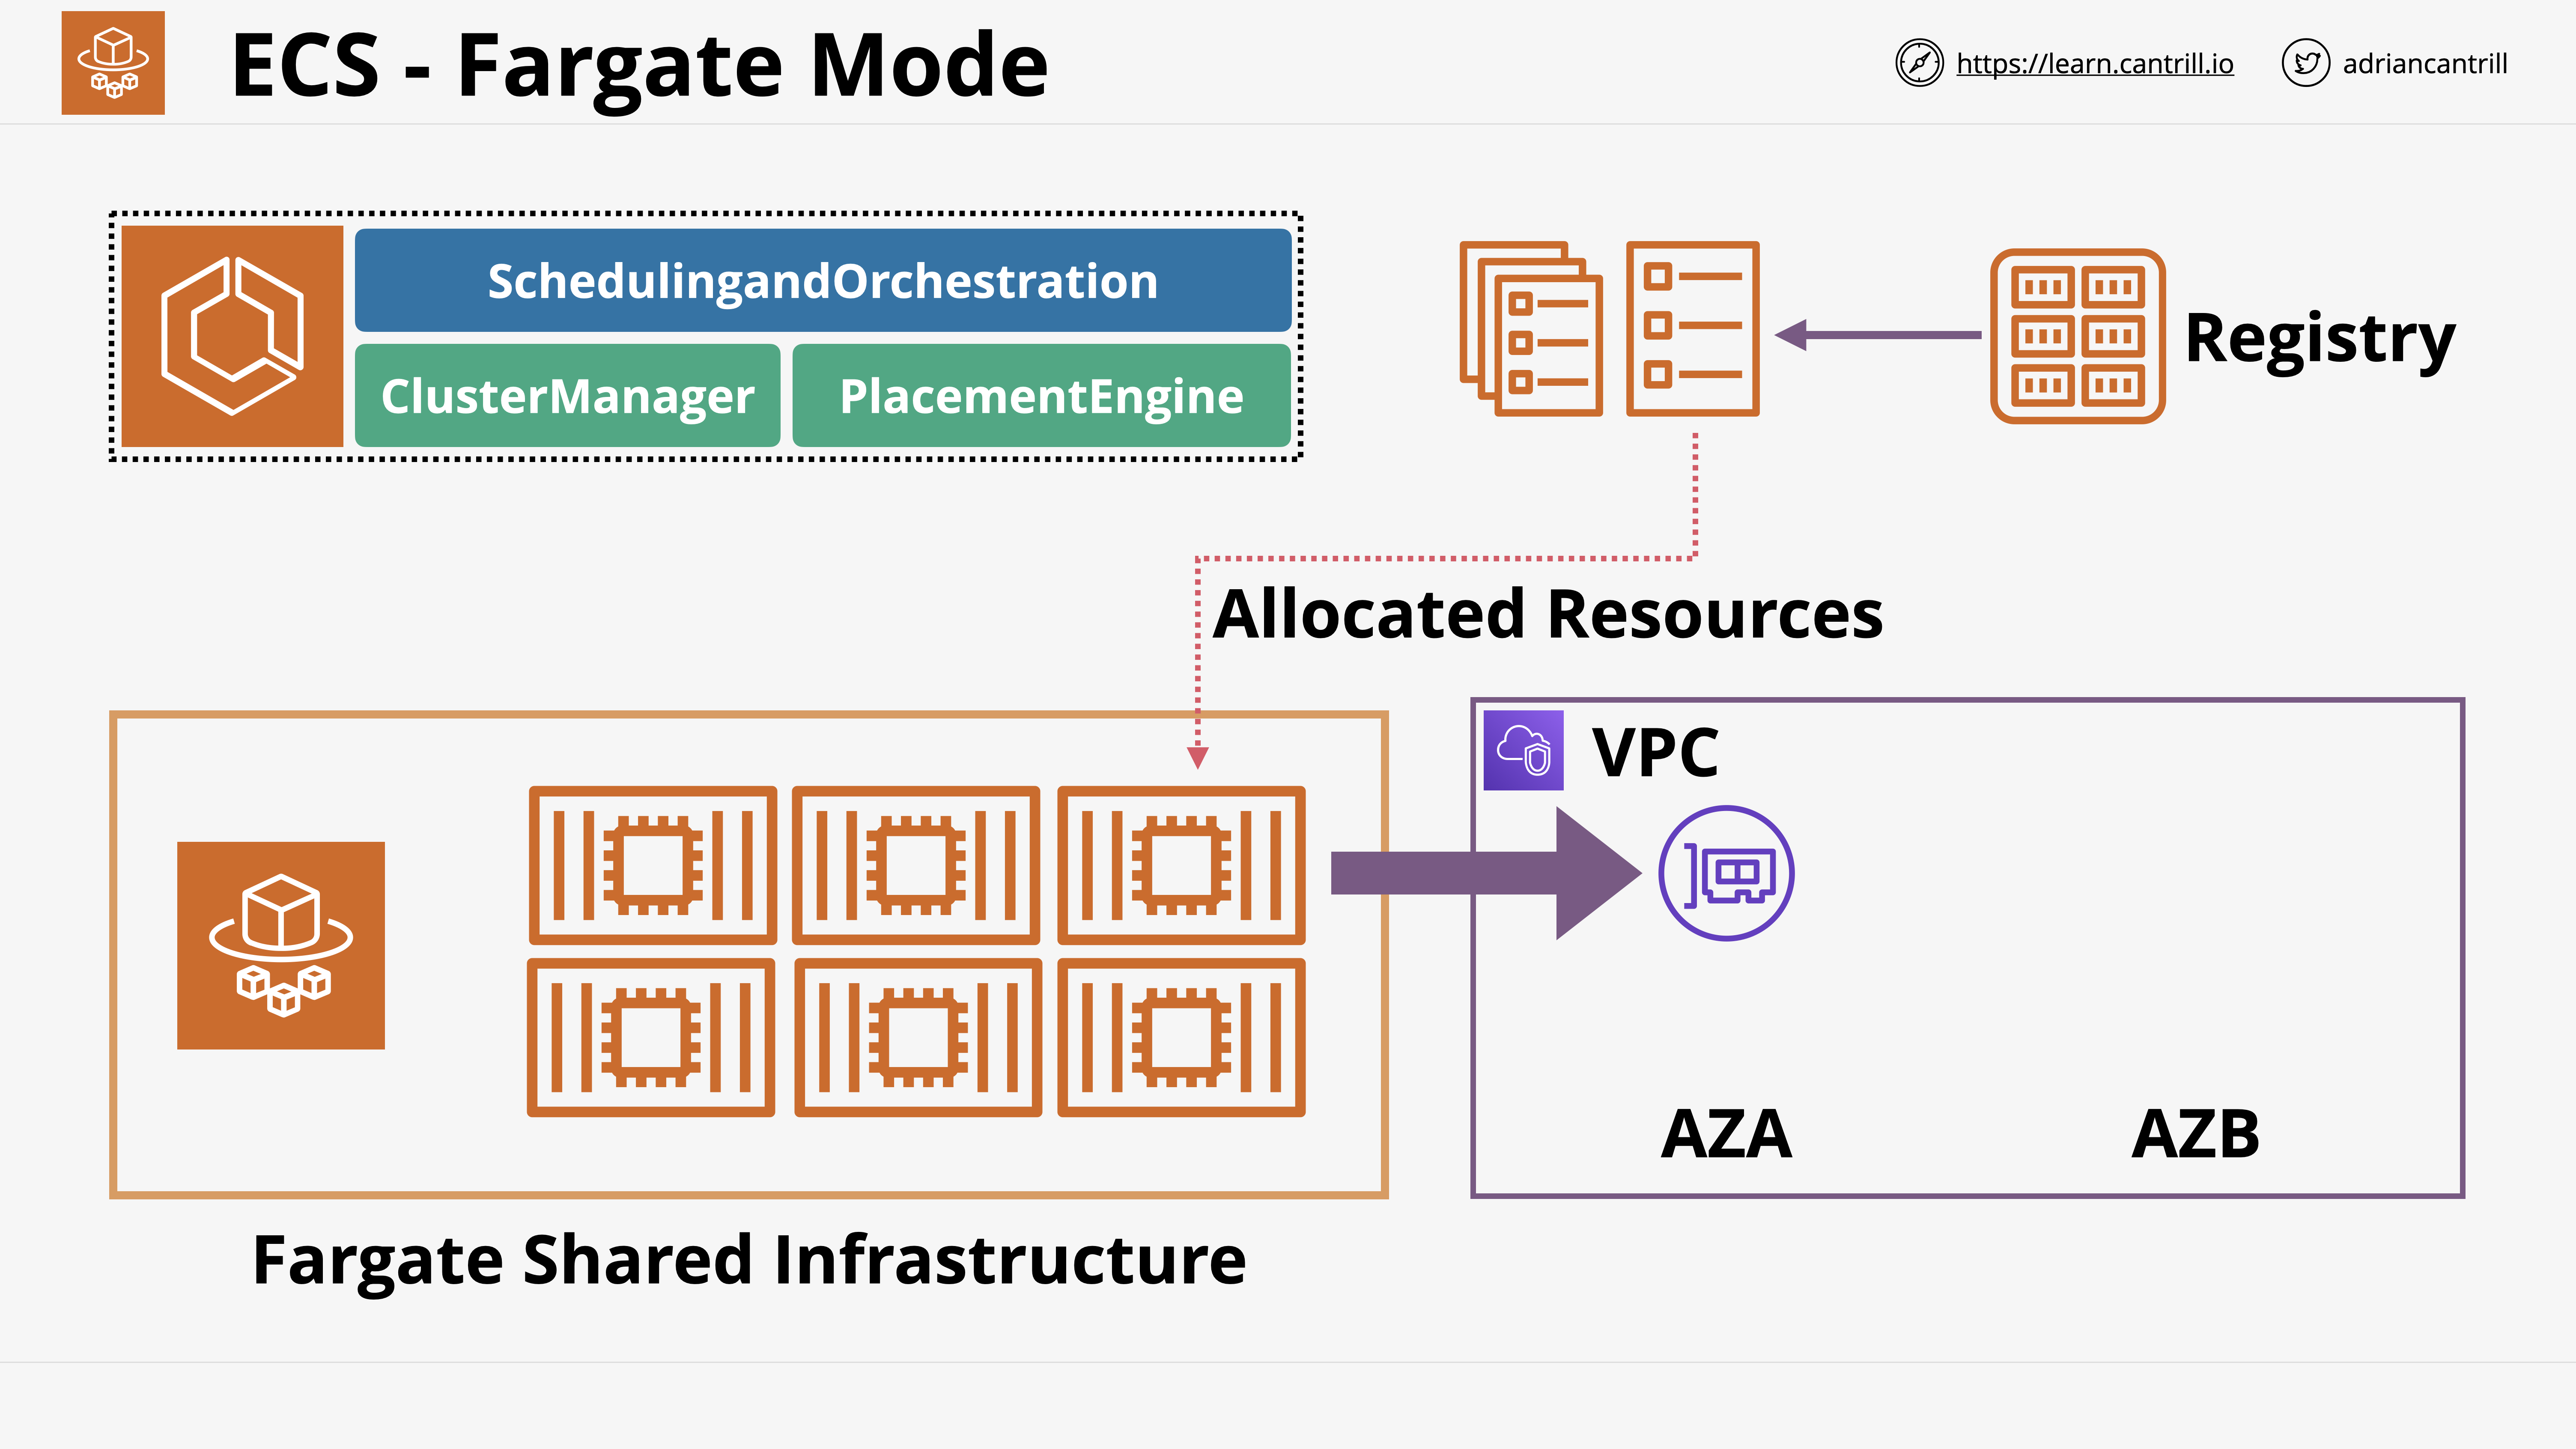 ECS - Fargate Mode
https://learn.cantrill.io
adriancantrill
SchedulingandOrchestration
ClusterManager
PlacementEngine
Registry
Allocated Resources
VPC
AZA
AZB
Fargate Shared Infrastructure